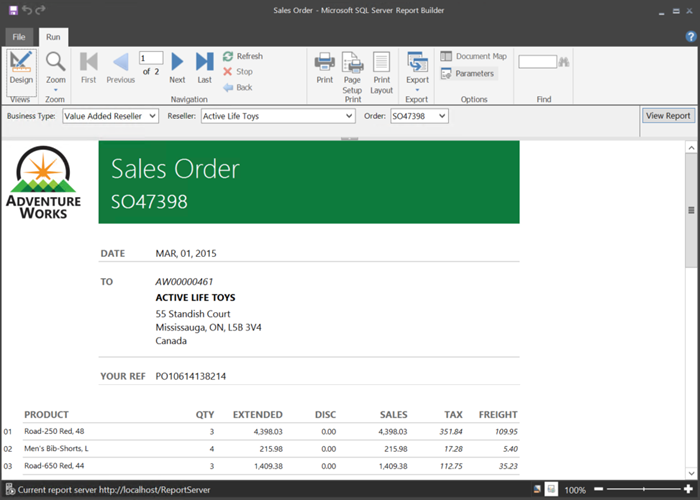 Sales Order - Microsoft SQL Server Report Builder
File Run
Design
Views
Zoom
Zoom
First
Previous
1
of 2
Next
Last
Refresh
Stop
Back
Navigation
Print
Page Setup
Print Layout
Print
Export
Export
Document Map
Parameters
Options
Find
Business Type: Value Added Reseller Reseller: Active Life Toys Order: SO47398 View Report
ADVENTURE
WORKS
Sales Order
SO47398
DATE MAR, 01, 2015
TO AW00000461
ACTIVE LIFE TOYS
55 Standish Court
Mississauga, ON, L5B 3V4
Canada
YOUR REF PO10614138214
PRODUCT QTY EXTENDED DISC SALES TAX FREIGHT
01 Road-250 Red, 48 3 4,398.03 0.00 4,398.03 351.84 109.95
02 Men's Bib-Shorts, L 4 215.98 0.00 215.98 17.28 5.40
03 Road-650 Red, 44 3 1,409.38 0.00 1,409.38 112.75 35.23
Current report server http://localhost/ReportServer 100%